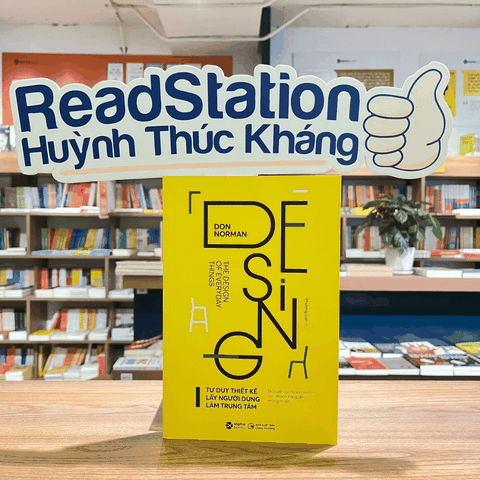 ReadStation
Huỳnh Thúc Kháng
DESIGN
DON
NORMAN
THE DESIGN
OF EVERYDAY
THINGS
TƯ DUY THIẾT KẾ
LẤY NGƯỜI DÙNG
LÀM TRUNG TÂM